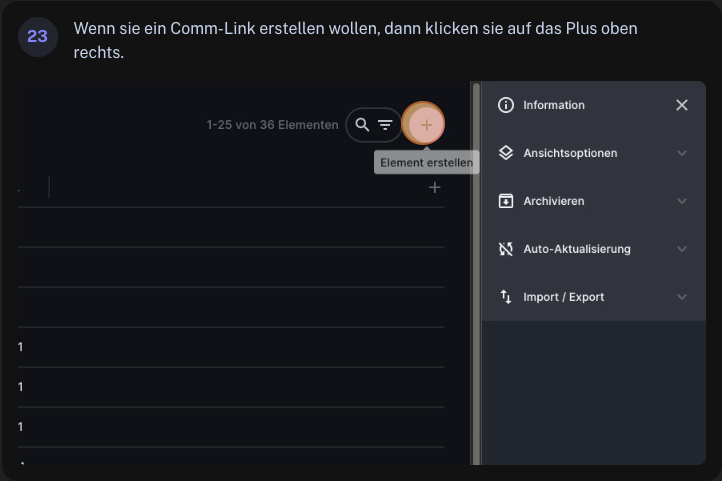 23
Wenn sie ein Comm-Link erstellen wollen, dann klicken sie auf das Plus oben
rechts.
1-25 von 36 Elementen
Element erstellen
Information
Ansichtsoptionen
Archivieren
Auto-Aktualisierung
Import / Export
1
1
1